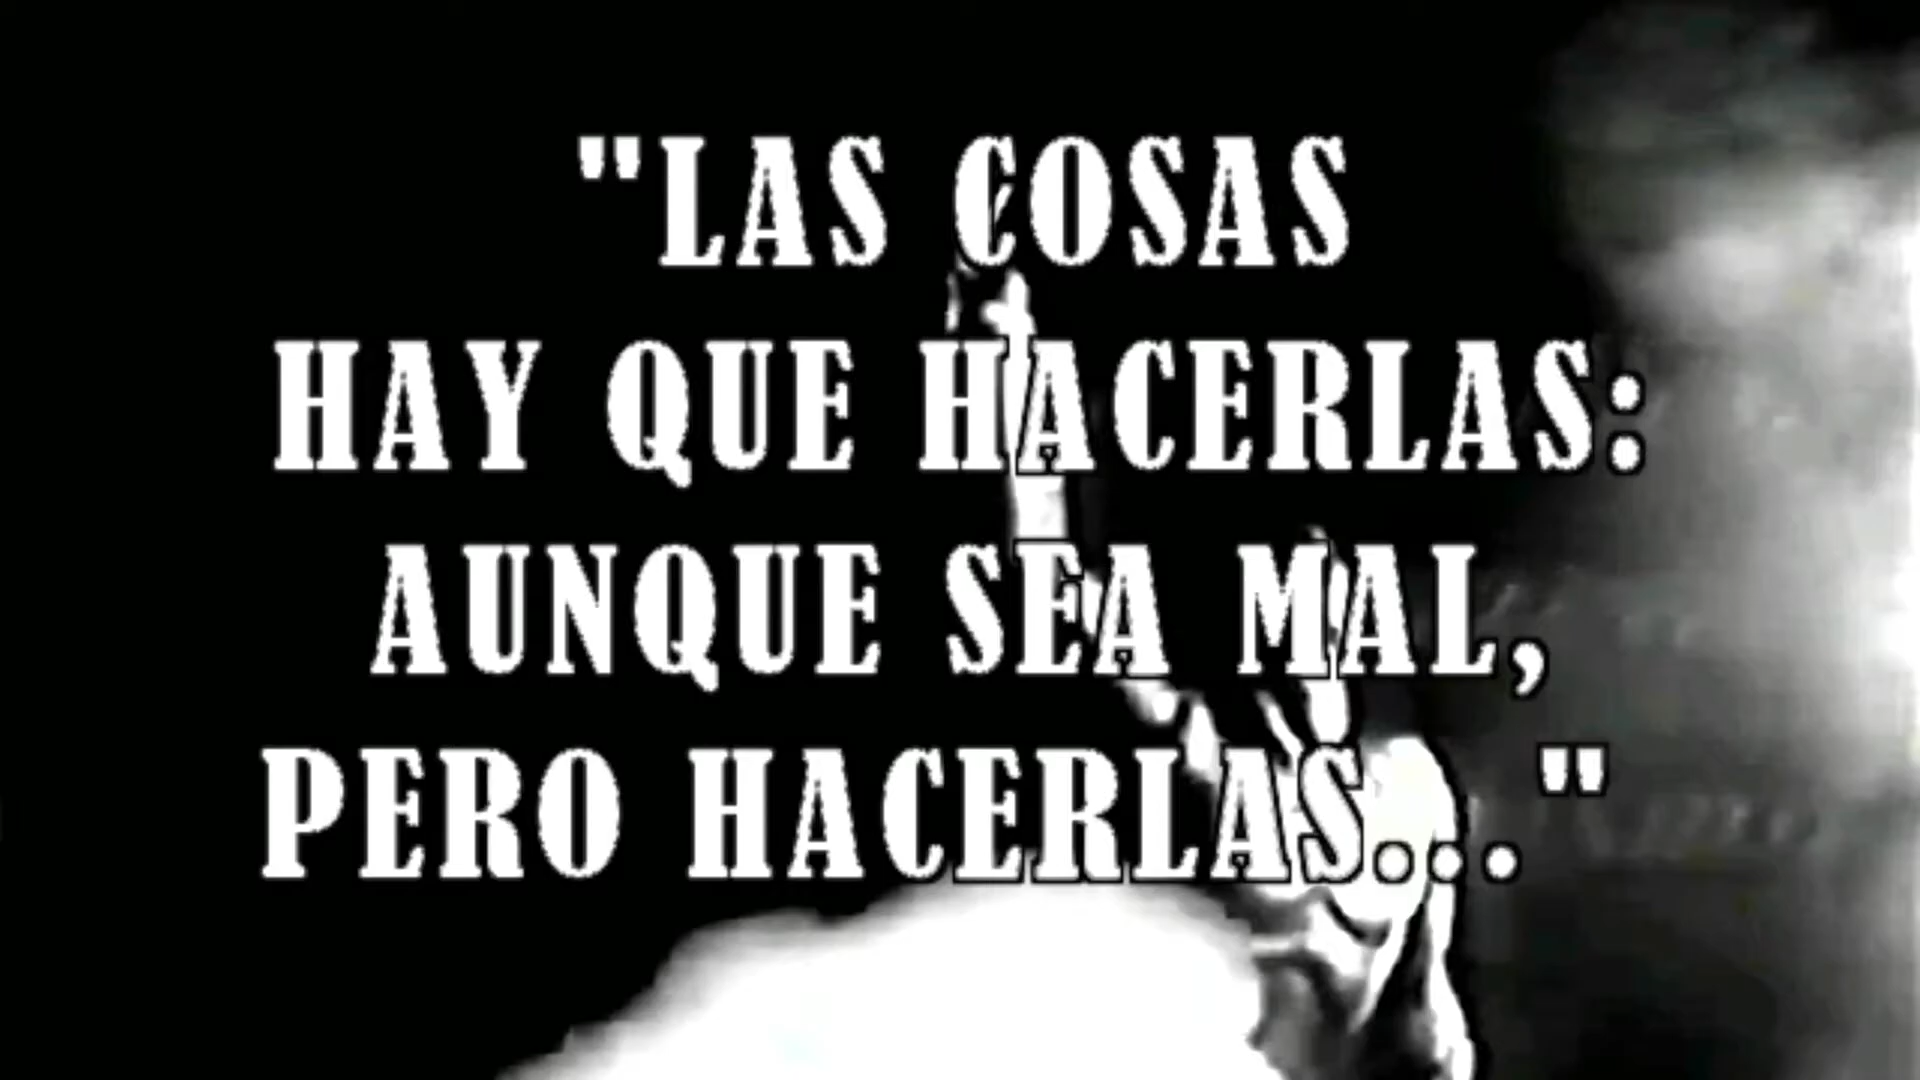 "LAS COSAS
HAY QUE HACERLAS:
AUNQUE SEA MAL,
PERO HACERLAS..."